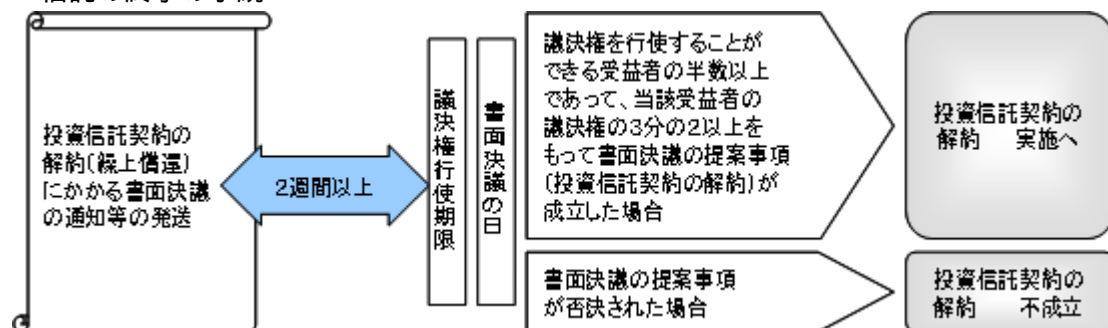 投資信託契約の
解約(繰上償還)
にかかる書面決議
の通知等の発送
2週間以上
議決権行使期限
書面決議の日
議決権を行使することが
できる受益者の半数以上
であって、当該受益者の
議決権の3分の2以上を
もって書面決議の提案事項
(投資信託契約の解約)が
成立した場合
投資信託契約の
解約 実施へ
書面決議の提案事項
が否決された場合
投資信託契約の
解約 不成立